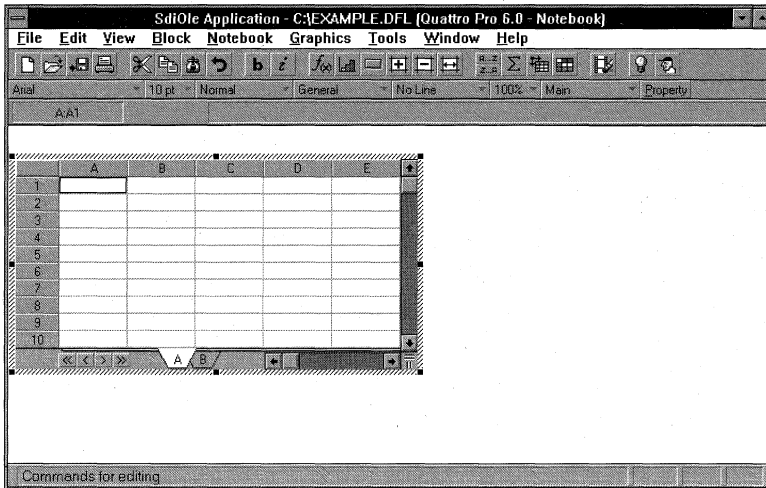 SdiOle Application - C:\EXAMPLE.DFL (Quattro Pro 6.0 - Notebook)
File Edit View Block Notebook Graphics Tools Window Help
b i f(x) A..Z Z..A Σ
Arial 10 pt Normal General No Line 100% Main Property
A:A1
A B C D E
1
2
3
4
5
6
7
8
9
10
A B
Commands for editing